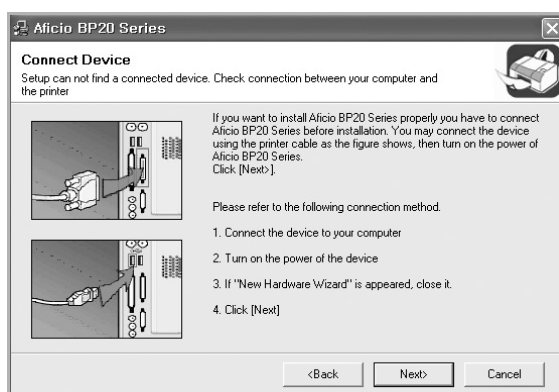 Aficio BP20 Series
Connect Device
Setup can not find a connected device. Check connection between your computer and
the printer
If you want to install Aficio BP20 Series properly you have to connect
Aficio BP20 Series before installation. You may connect the device
using the printer cable as the figure shows, then turn on the power of
Aficio BP20 Series.
Click [Next>].
Please refer to the following connection method.
1. Connect the device to your computer
2. Turn on the power of the device
3. If "New Hardware Wizard" is appeared, close it.
4. Click [Next]
<Back
Next>
Cancel